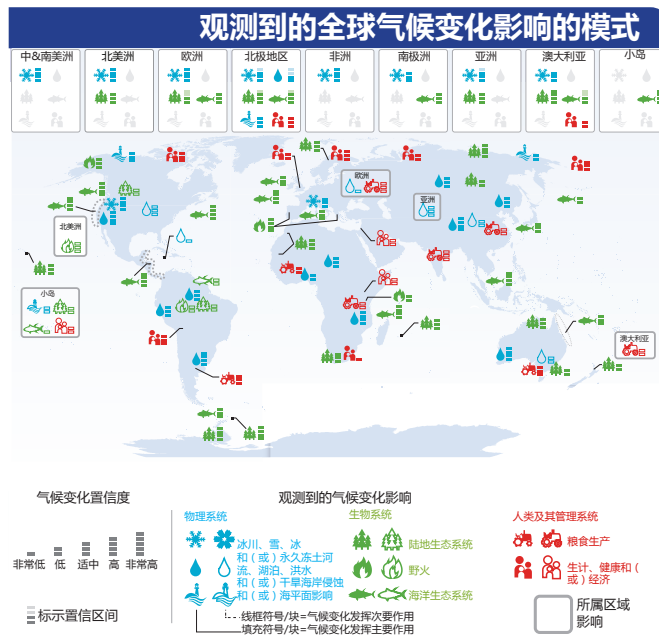 观测到的全球气候变化影响的模式
中&南美洲
北美洲
欧洲
北极地区
非洲
南极洲
亚洲
澳大利亚
小岛
欧洲
亚洲
北美洲
小岛
澳大利亚
气候变化置信度
非常低 低 适中 高 非常高
标示置信区间
观测到的气候变化影响
物理系统
冰川、雪、冰
和(或)永久冻土河
流、湖泊、洪水
和(或)干旱海岸侵蚀
和(或)海平面影响
生物系统
陆地生态系统
野火
海洋生态系统
人类及其管理系统
粮食生产
生计、健康和(
或)经济
线框符号/块=气候变化发挥次要作用
填充符号/块=气候变化发挥主要作用
所属区域
影响